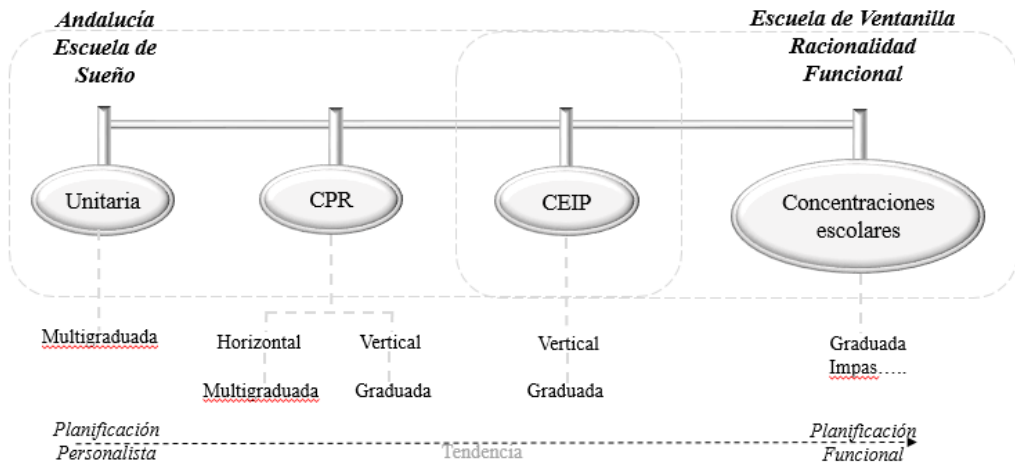 Andalucía
Escuela de
Sueño
Escuela de Ventanilla
Racionalidad
Funcional
Unitaria
CPR
CEIP
Concentraciones
escolares
Multigraduada
Horizontal
Vertical
Vertical
Graduada
Impas…..
Multigraduada
Graduada
Graduada
Planificación
Personalista
Tendencia
Planificación
Funcional